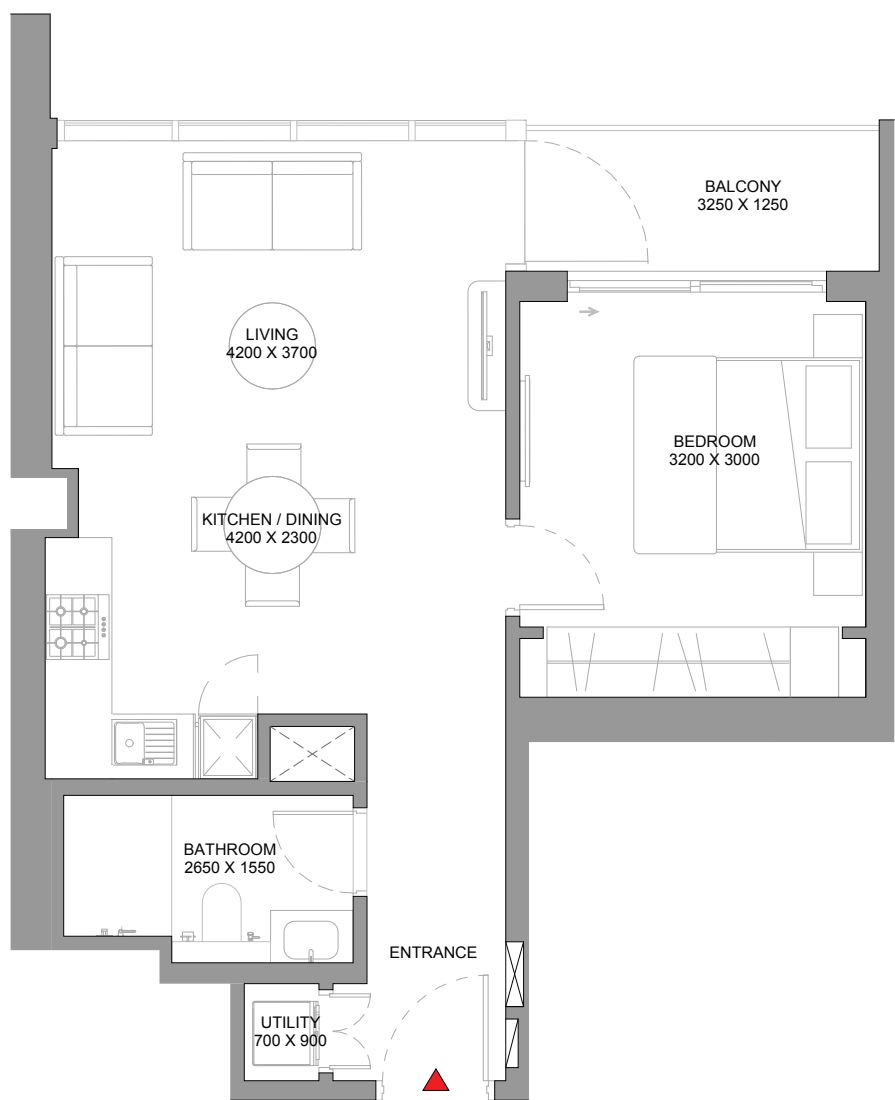 BALCONY
3250 X 1250
LIVING
4200 X 3700
BEDROOM
3200 X 3000
KITCHEN / DINING
4200 X 2300
BATHROOM
2650 X 1550
ENTRANCE
UTILITY
700 X 900